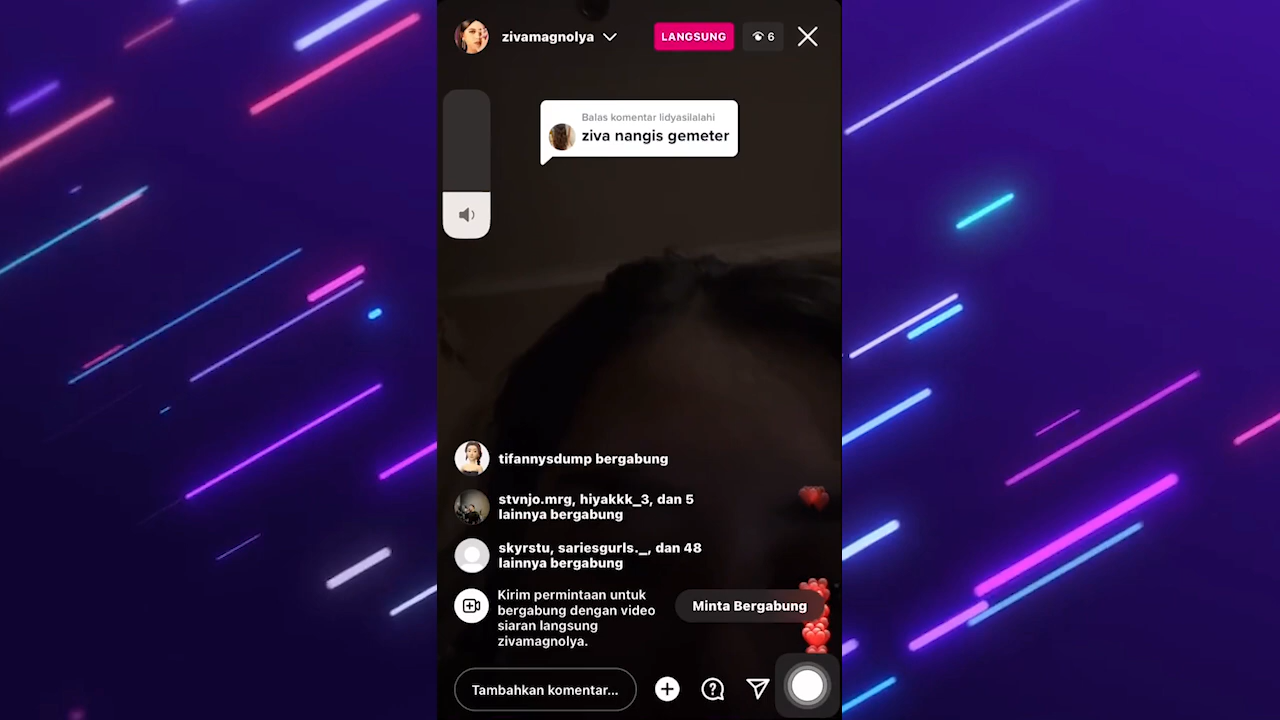 zivamagnolya
LANGSUNG
6
Balas komentar lidyasilalahi
ziva nangis gemeter
tifannysdump bergabung
stvnjo.mrg, hiyakkk_3, dan 5
lainnya bergabung
skyrstu, sariesgurls._, dan 48
lainnya bergabung
Kirim permintaan untuk
bergabung dengan video
siaran langsung
zivamagnolya.
Minta Bergabung
Tambahkan komentar...